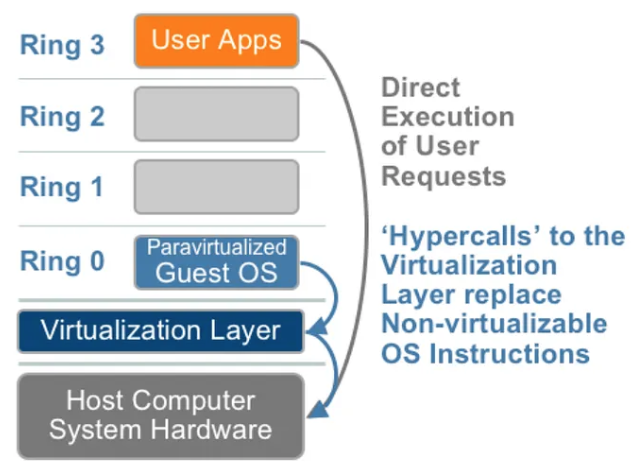 Ring 3
User Apps
Ring 2
Ring 1
Ring 0
Paravirtualized
Guest OS
Virtualization Layer
Host Computer
System Hardware
Direct
Execution
of User
Requests
‘Hypercalls’ to the
Virtualization
Layer replace
Non-virtualizable
OS Instructions